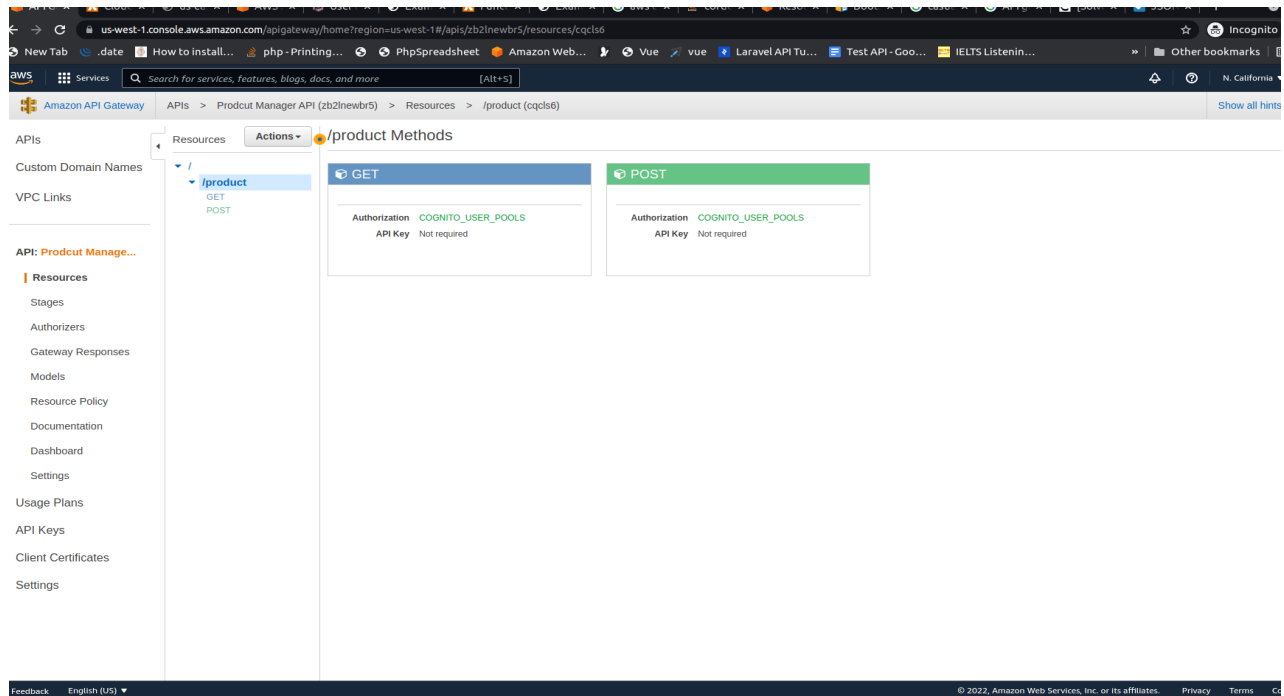 us-west-1.console.aws.amazon.com/apigateway/home?region=us-west-1#/apis/zb2lnewbr5/resources/cqcls6
Incognito
New Tab .date How to install... php - Printing... PhpSpreadsheet Amazon Web... Vue vue Laravel API Tu... Test API - Goo... IELTS Listenin... » Other bookmarks
aws Services Search for services, features, blogs, docs, and more [Alt+S] N. California
Amazon API Gateway APIs > Prodcut Manager API (zb2lnewbr5) > Resources > /product (cqcls6) Show all hints
APIs
Custom Domain Names
VPC Links
API: Prodcut Manage...
Resources
Stages
Authorizers
Gateway Responses
Models
Resource Policy
Documentation
Dashboard
Settings
Usage Plans
API Keys
Client Certificates
Settings
Resources Actions
/
/product
GET
POST
/product Methods
GET
Authorization COGNITO_USER_POOLS
API Key Not required
POST
Authorization COGNITO_USER_POOLS
API Key Not required
Feedback English (US) © 2022, Amazon Web Services, Inc. or its affiliates. Privacy Terms